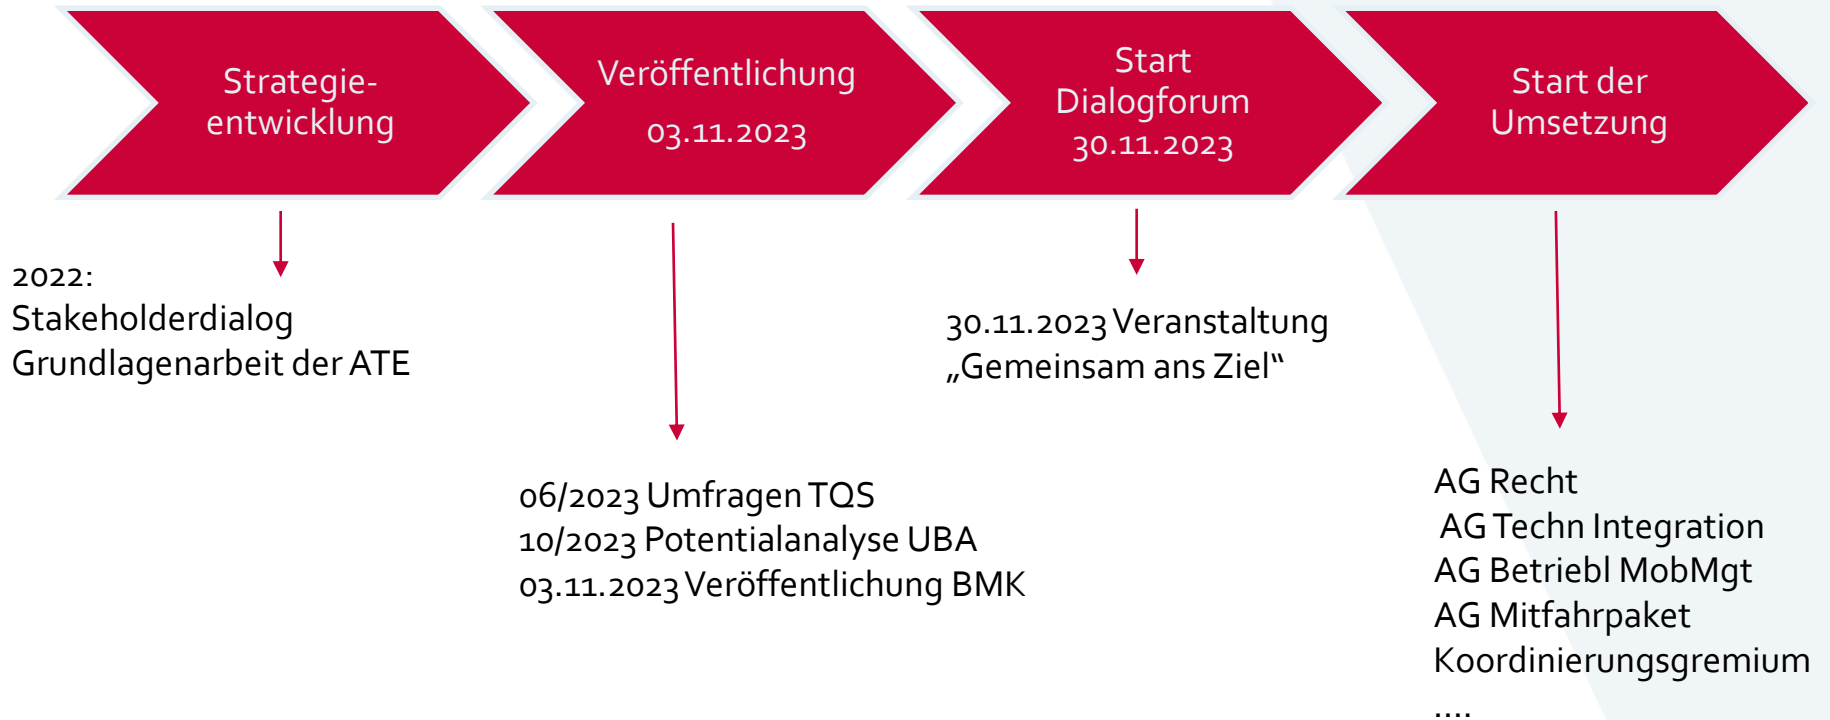 Strategie-
entwicklung
Veröffentlichung
03.11.2023
Start
Dialogforum
30.11.2023
Start der
Umsetzung
2022:
Stakeholderdialog
Grundlagenarbeit der ATE
06/2023 Umfragen TQS
10/2023 Potentialanalyse UBA
03.11.2023 Veröffentlichung BMK
30.11.2023 Veranstaltung
„Gemeinsam ans Ziel“
AG Recht
AG Techn Integration
AG Betriebl MobMgt
AG Mitfahrpaket
Koordinierungsgremium
....